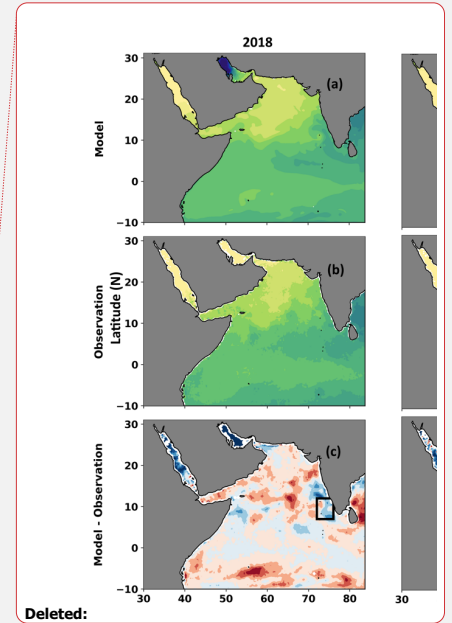 2018
(a)
30
20
10
0
−10
Model
(b)
30
20
10
0
−10
Observation
Latitude (N)
(c)
30
20
10
0
−10
Model - Observation
30 40 50 60 70 80
30
Deleted: